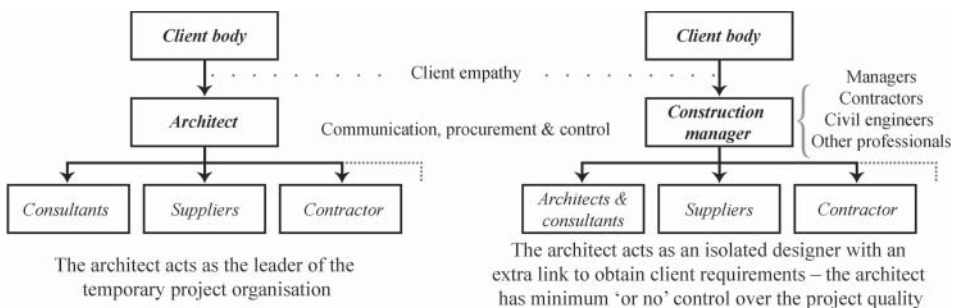 Client body
Client body
Client empathy
Architect
Communication, procurement & control
Construction
manager
Managers
Contractors
Civil engineers
Other professionals
Consultants
Suppliers
Contractor
Architects &
consultants
Suppliers
Contractor
The architect acts as the leader of the
temporary project organisation
The architect acts as an isolated designer with an
extra link to obtain client requirements – the architect
has minimum ‘or no’ control over the project quality